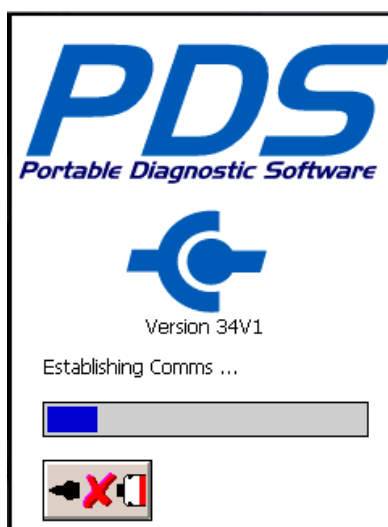 PDS
Portable Diagnostic Software
Version 34V1
Establishing Comms ...